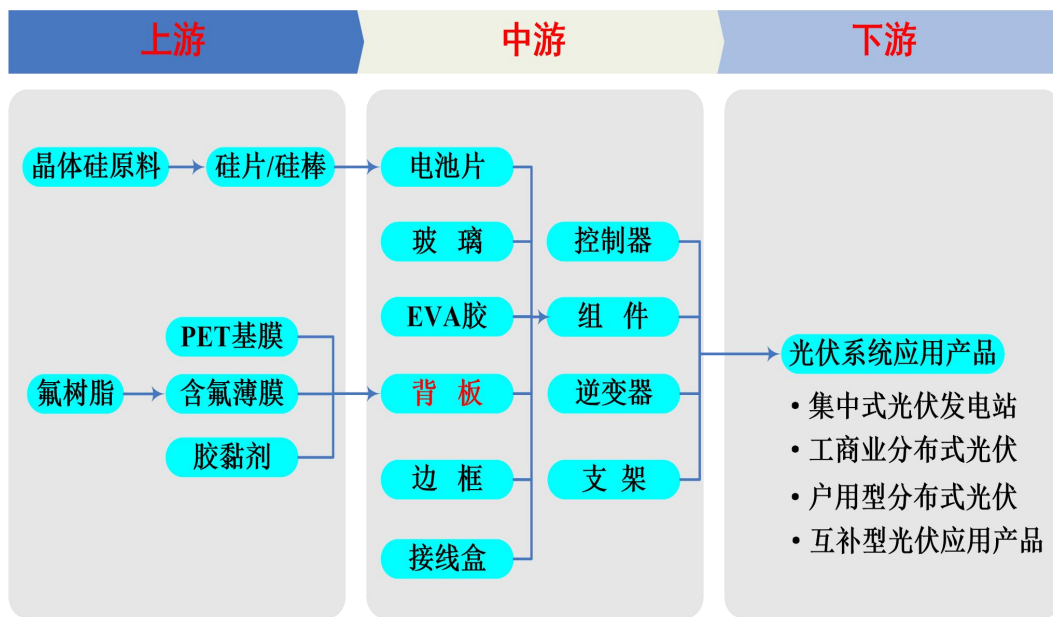 上游
中游
下游
晶体硅原料
硅片/硅棒
电池片
玻 璃
控制器
EVA胶
组 件
PET基膜
光伏系统应用产品
氟树脂
含氟薄膜
背 板
逆变器
胶黏剂
边 框
支 架
接线盒
·集中式光伏发电站
·工商业分布式光伏
·户用型分布式光伏
·互补型光伏应用产品